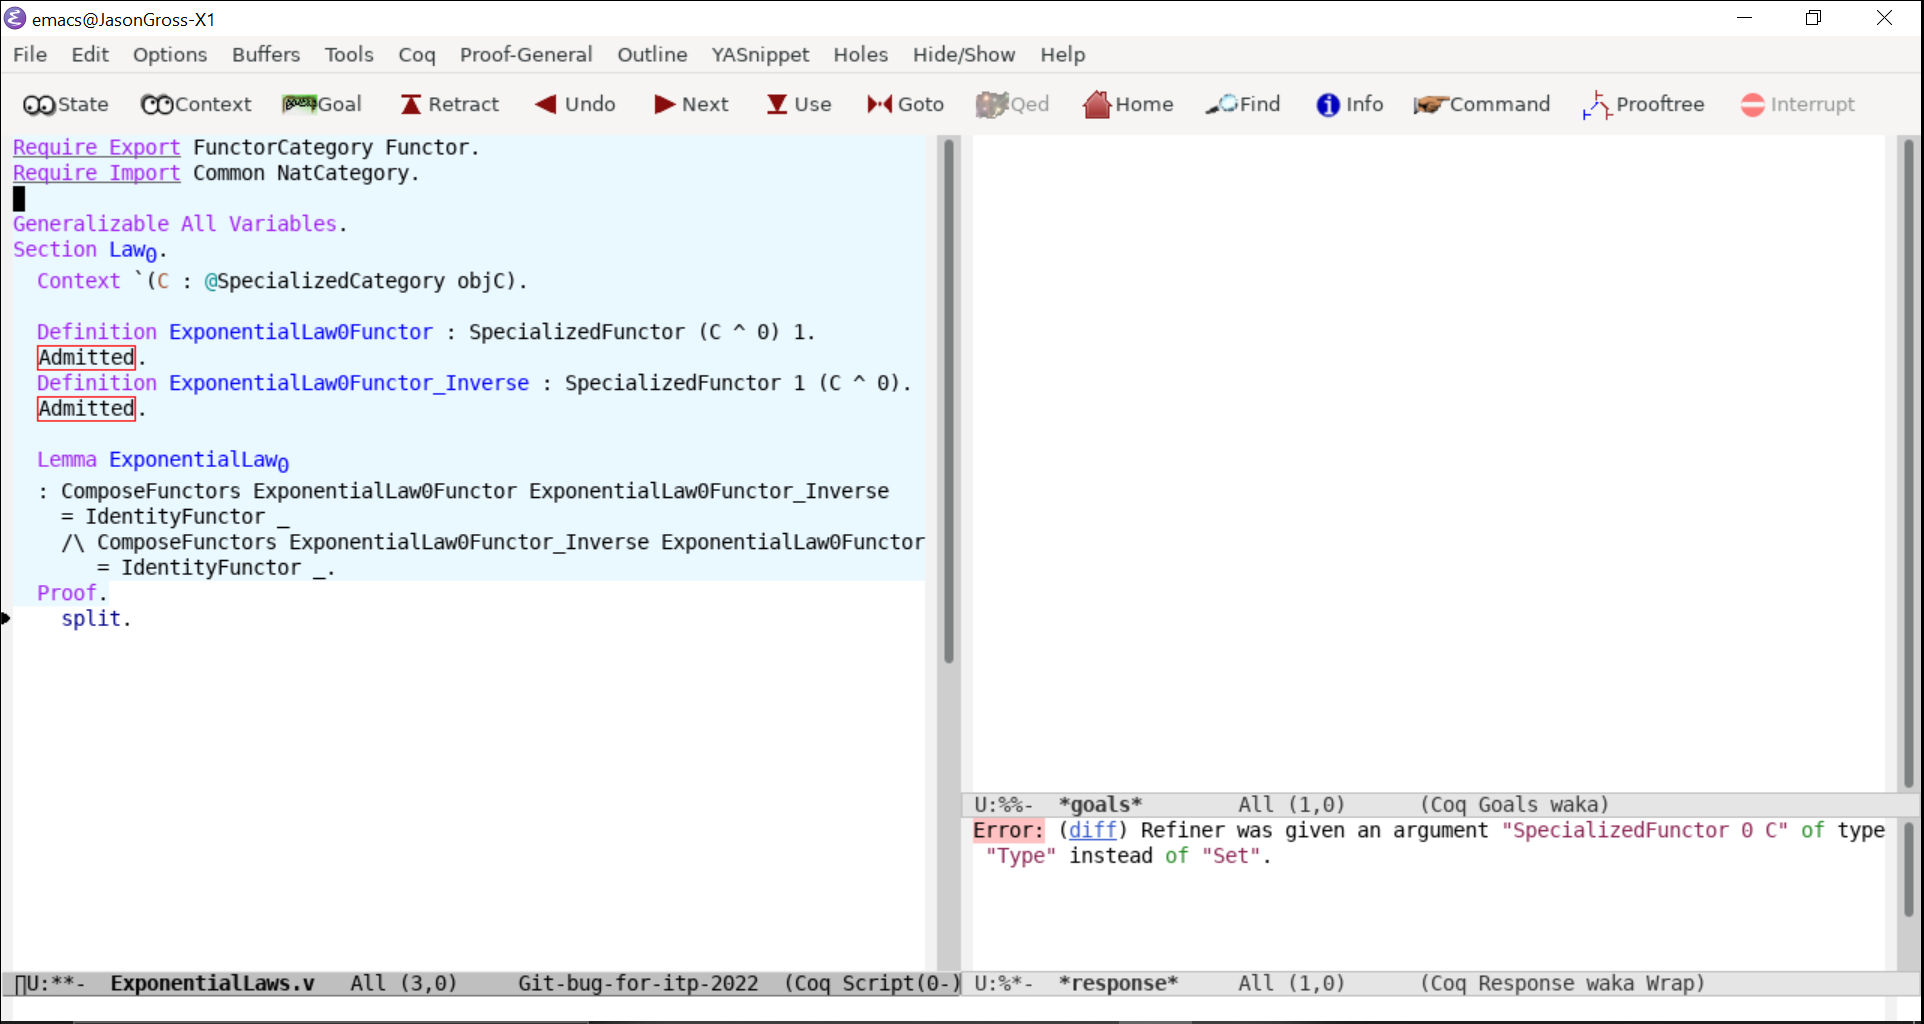 emacs@JasonGross-X1
File Edit Options Buffers Tools Coq Proof-General Outline YASnippet Holes Hide/Show Help
State Context Goal Retract Undo Next Use Goto Qed Home Find Info Command Prooftree Interrupt
Require Export FunctorCategory Functor.
Require Import Common NatCategory.
Generalizable All Variables.
Section Law0.
Context `(C : @SpecializedCategory objC).
Definition ExponentialLaw0Functor : SpecializedFunctor (C ^ 0) 1.
Admitted.
Definition ExponentialLaw0Functor_Inverse : SpecializedFunctor 1 (C ^ 0).
Admitted.
Lemma ExponentialLaw0
: ComposeFunctors ExponentialLaw0Functor ExponentialLaw0Functor_Inverse
= IdentityFunctor _
/\ ComposeFunctors ExponentialLaw0Functor_Inverse ExponentialLaw0Functor
= IdentityFunctor _.
Proof.
split.
U:**- ExponentialLaws.v All (3,0) Git-bug-for-itp-2022 (Coq Script(0-)
U:%%- *goals* All (1,0) (Coq Goals waka)
Error: (diff) Refiner was given an argument "SpecializedFunctor 0 C" of type
"Type" instead of "Set".
U:%*- *response* All (1,0) (Coq Response waka Wrap)